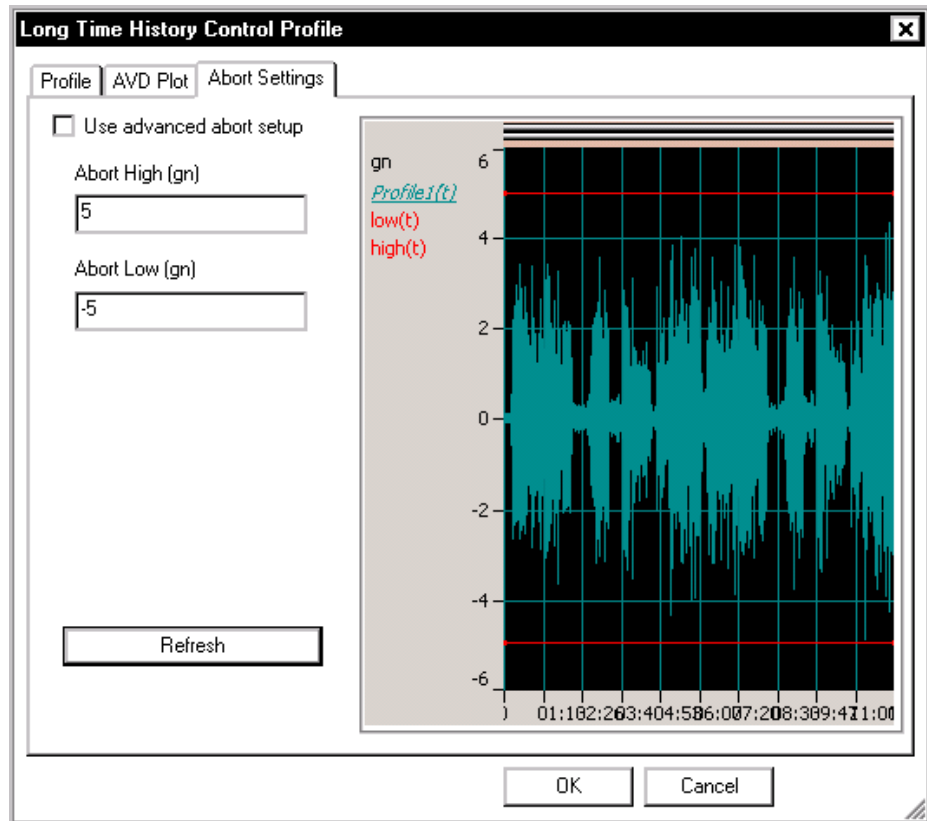 Long Time History Control Profile
Profile
AVD Plot
Abort Settings
Use advanced abort setup
Abort High (gn)
5
Abort Low (gn)
-5
Refresh
gn
Profile1(t)
low(t)
high(t)
6
4
2
0
-2
-4
-6
OK
Cancel